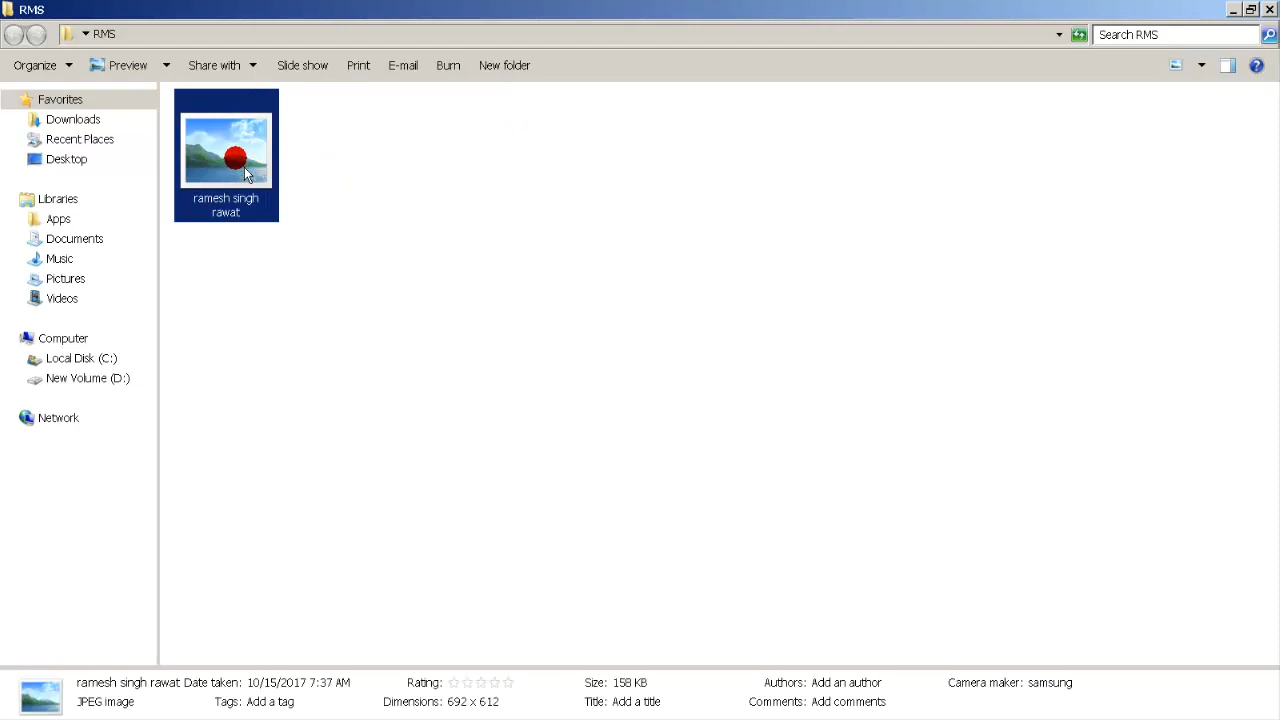 RMS
RMS
Search RMS
Organize Preview Share with Slide show Print E-mail Burn New folder
Favorites
Downloads
Recent Places
Desktop
Libraries
Apps
Documents
Music
Pictures
Videos
Computer
Local Disk (C:)
New Volume (D:)
Network
ramesh singh
rawat
ramesh singh rawat Date taken: 10/15/2017 7:37 AM Rating: Size: 158 KB Authors: Add an author Camera maker: samsung
JPEG image Tags: Add a tag Dimensions: 692 x 612 Title: Add a title Comments: Add comments